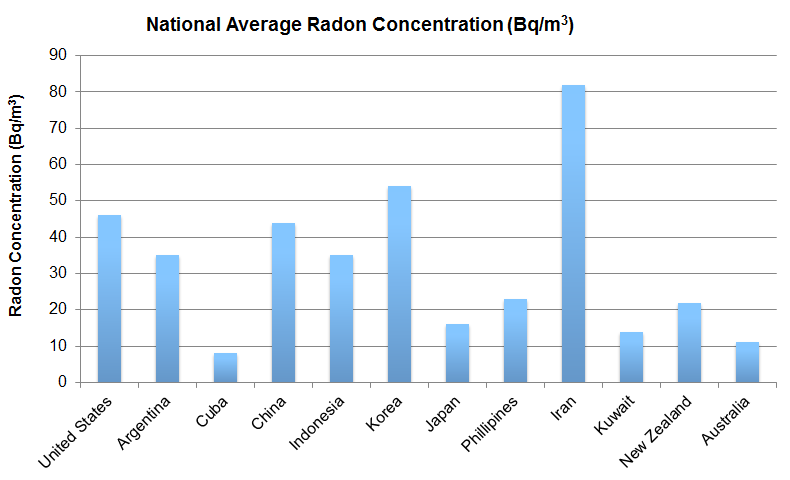 National Average Radon Concentration (Bq/m³)
Radon Concentration (Bq/m³)
90
80
70
60
50
40
30
20
10
0
United States
Argentina
Cuba
China
Indonesia
Korea
Japan
Phillipines
Iran
Kuwait
New Zealand
Australia